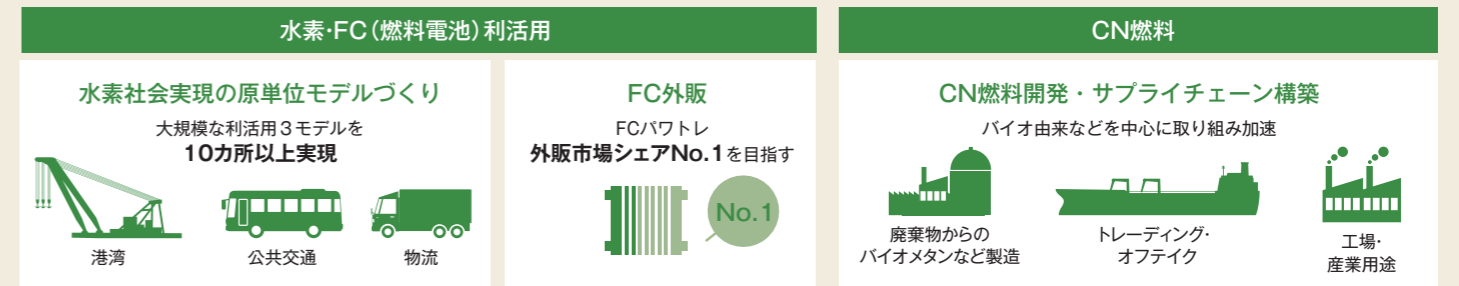 水素・FC（燃料電池）利活用
水素社会実現の原単位モデルづくり
大規模な利活用3モデルを
10カ所以上実現
港湾
公共交通
物流
FC外販
FCパワトレ
外販市場シェアNo.1を目指す
No.1
CN燃料
CN燃料開発・サプライチェーン構築
バイオ由来などを中心に取り組み加速
廃棄物からの
バイオメタンなど製造
トレーディング・
オフテイク
工場・
産業用途